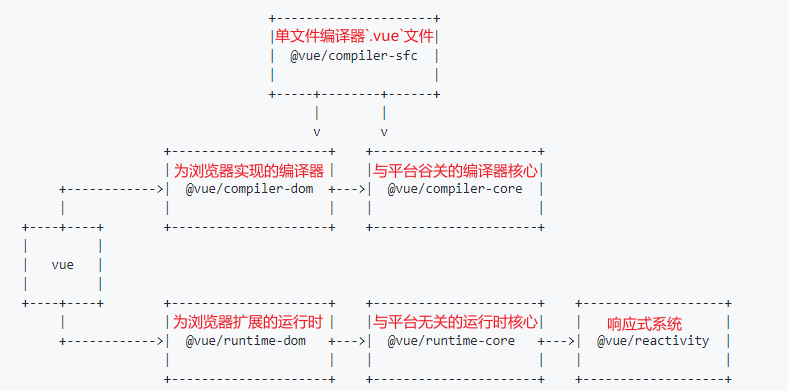 单文件编译器`.vue`文件
@vue/compiler-sfc
v v
为浏览器实现的编译器 与平台谷关的编译器核心
@vue/compiler-dom @vue/compiler-core
vue
为浏览器扩展的运行时 与平台无关的运行时核心 响应式系统
@vue/runtime-dom @vue/runtime-core @vue/reactivity